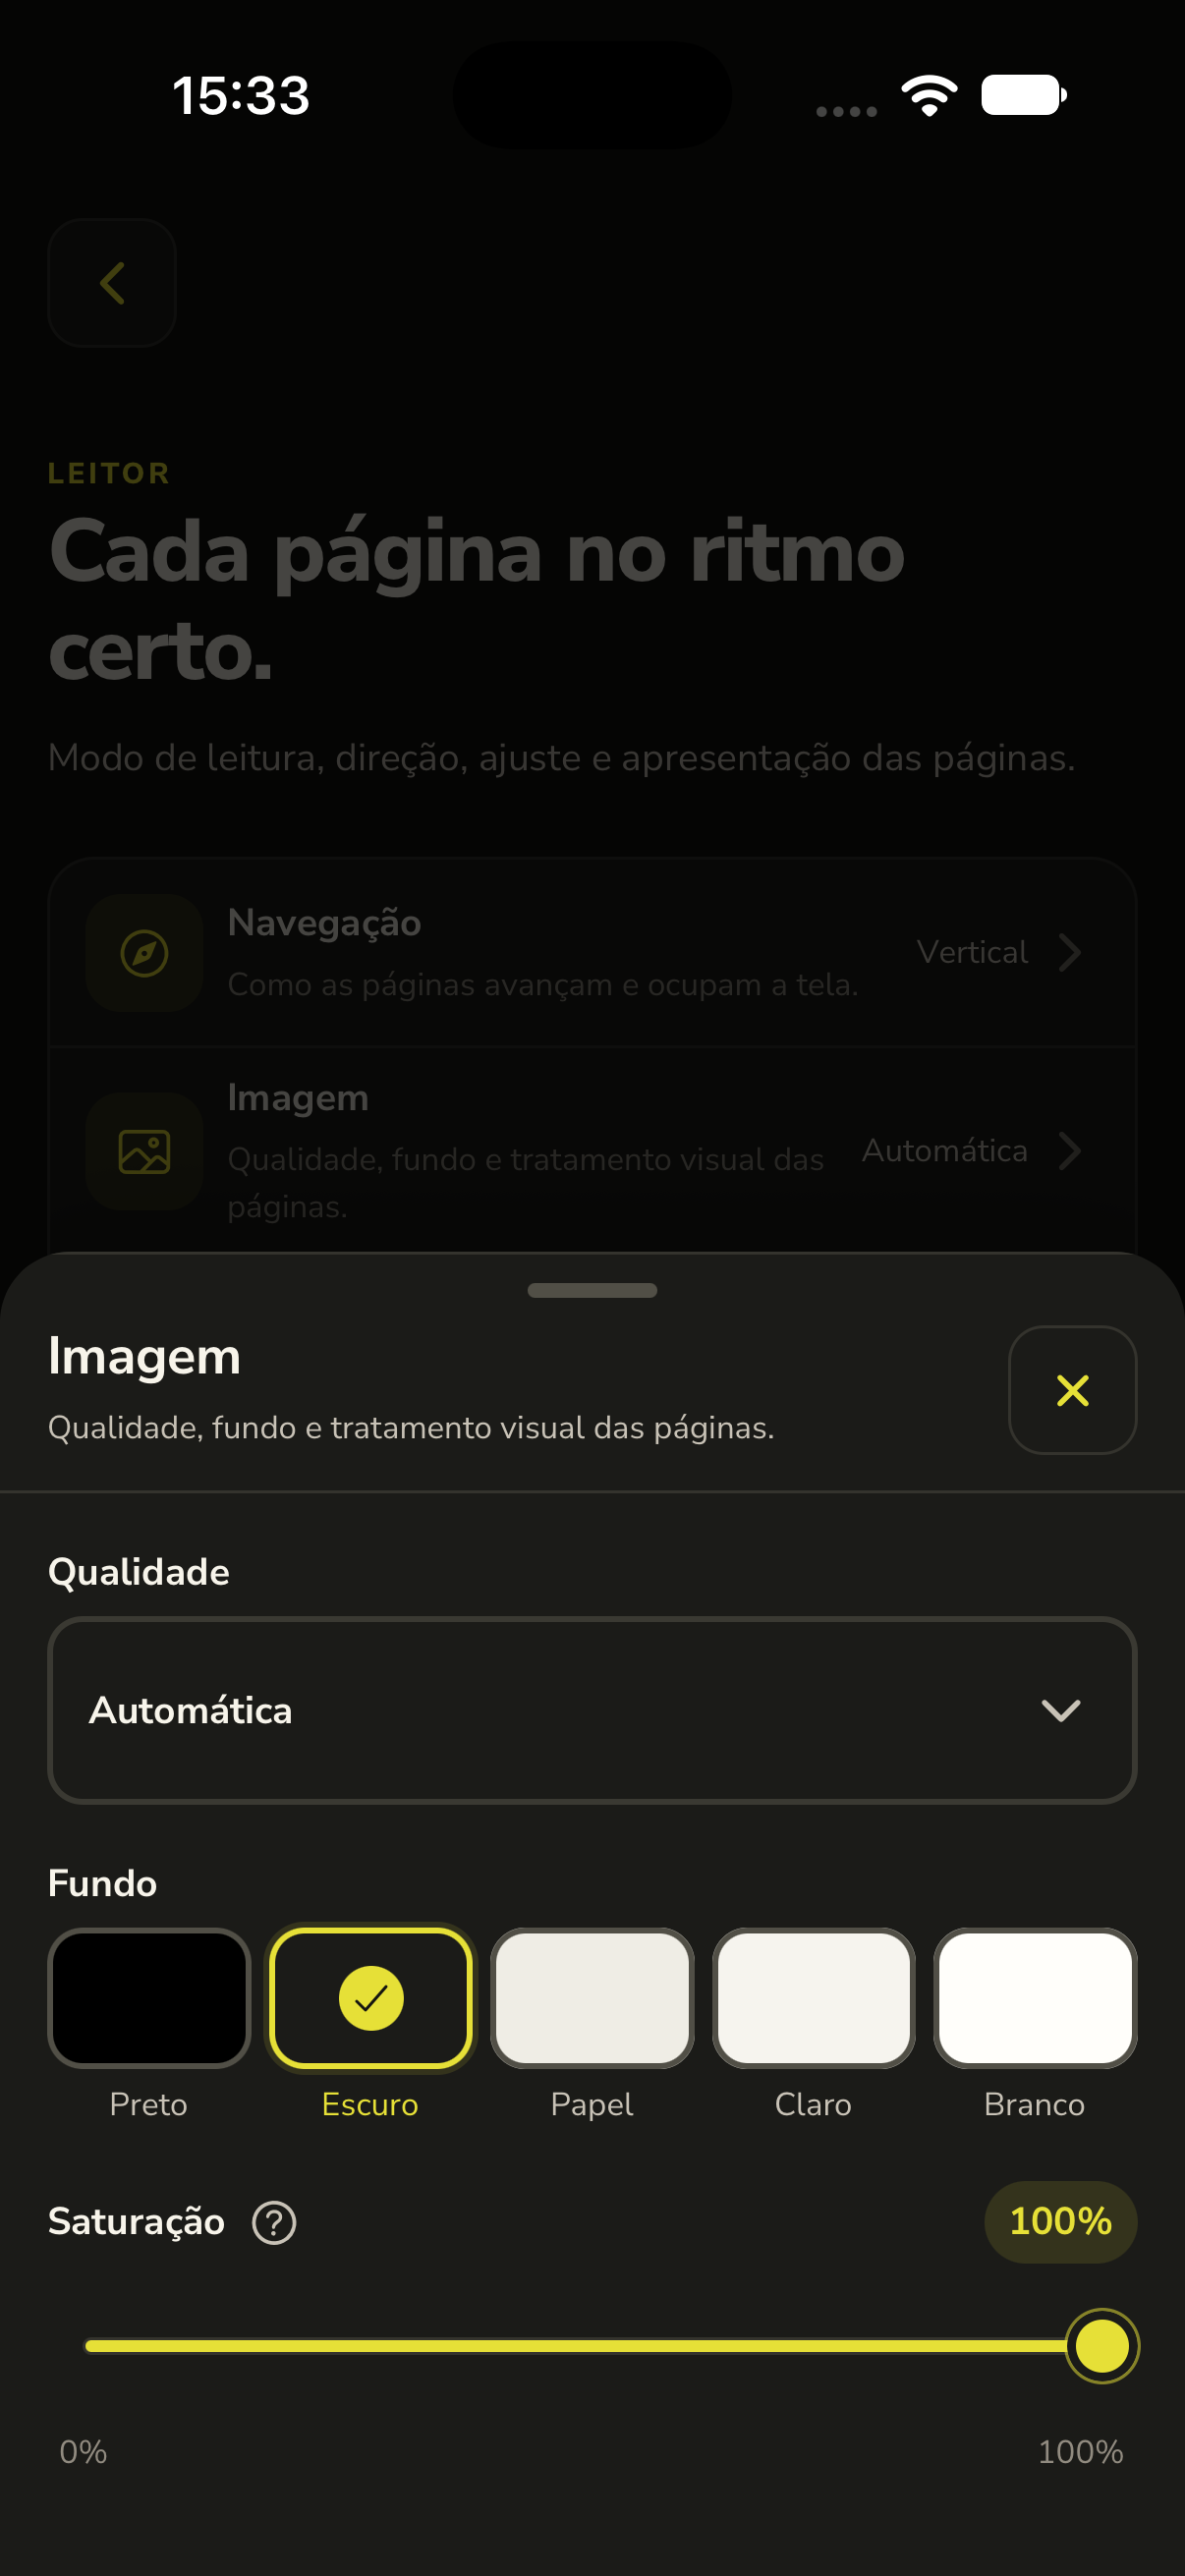 15:33
LEITOR
Cada página no ritmo
certo.
Modo de leitura, direção, ajuste e apresentação das páginas.
Navegação
Como as páginas avançam e ocupam a tela.
Vertical
Imagem
Qualidade, fundo e tratamento visual das
páginas.
Automática
Imagem
Qualidade, fundo e tratamento visual das páginas.
Qualidade
Automática
Fundo
Preto
Escuro
Papel
Claro
Branco
Saturação
100%
0%
100%